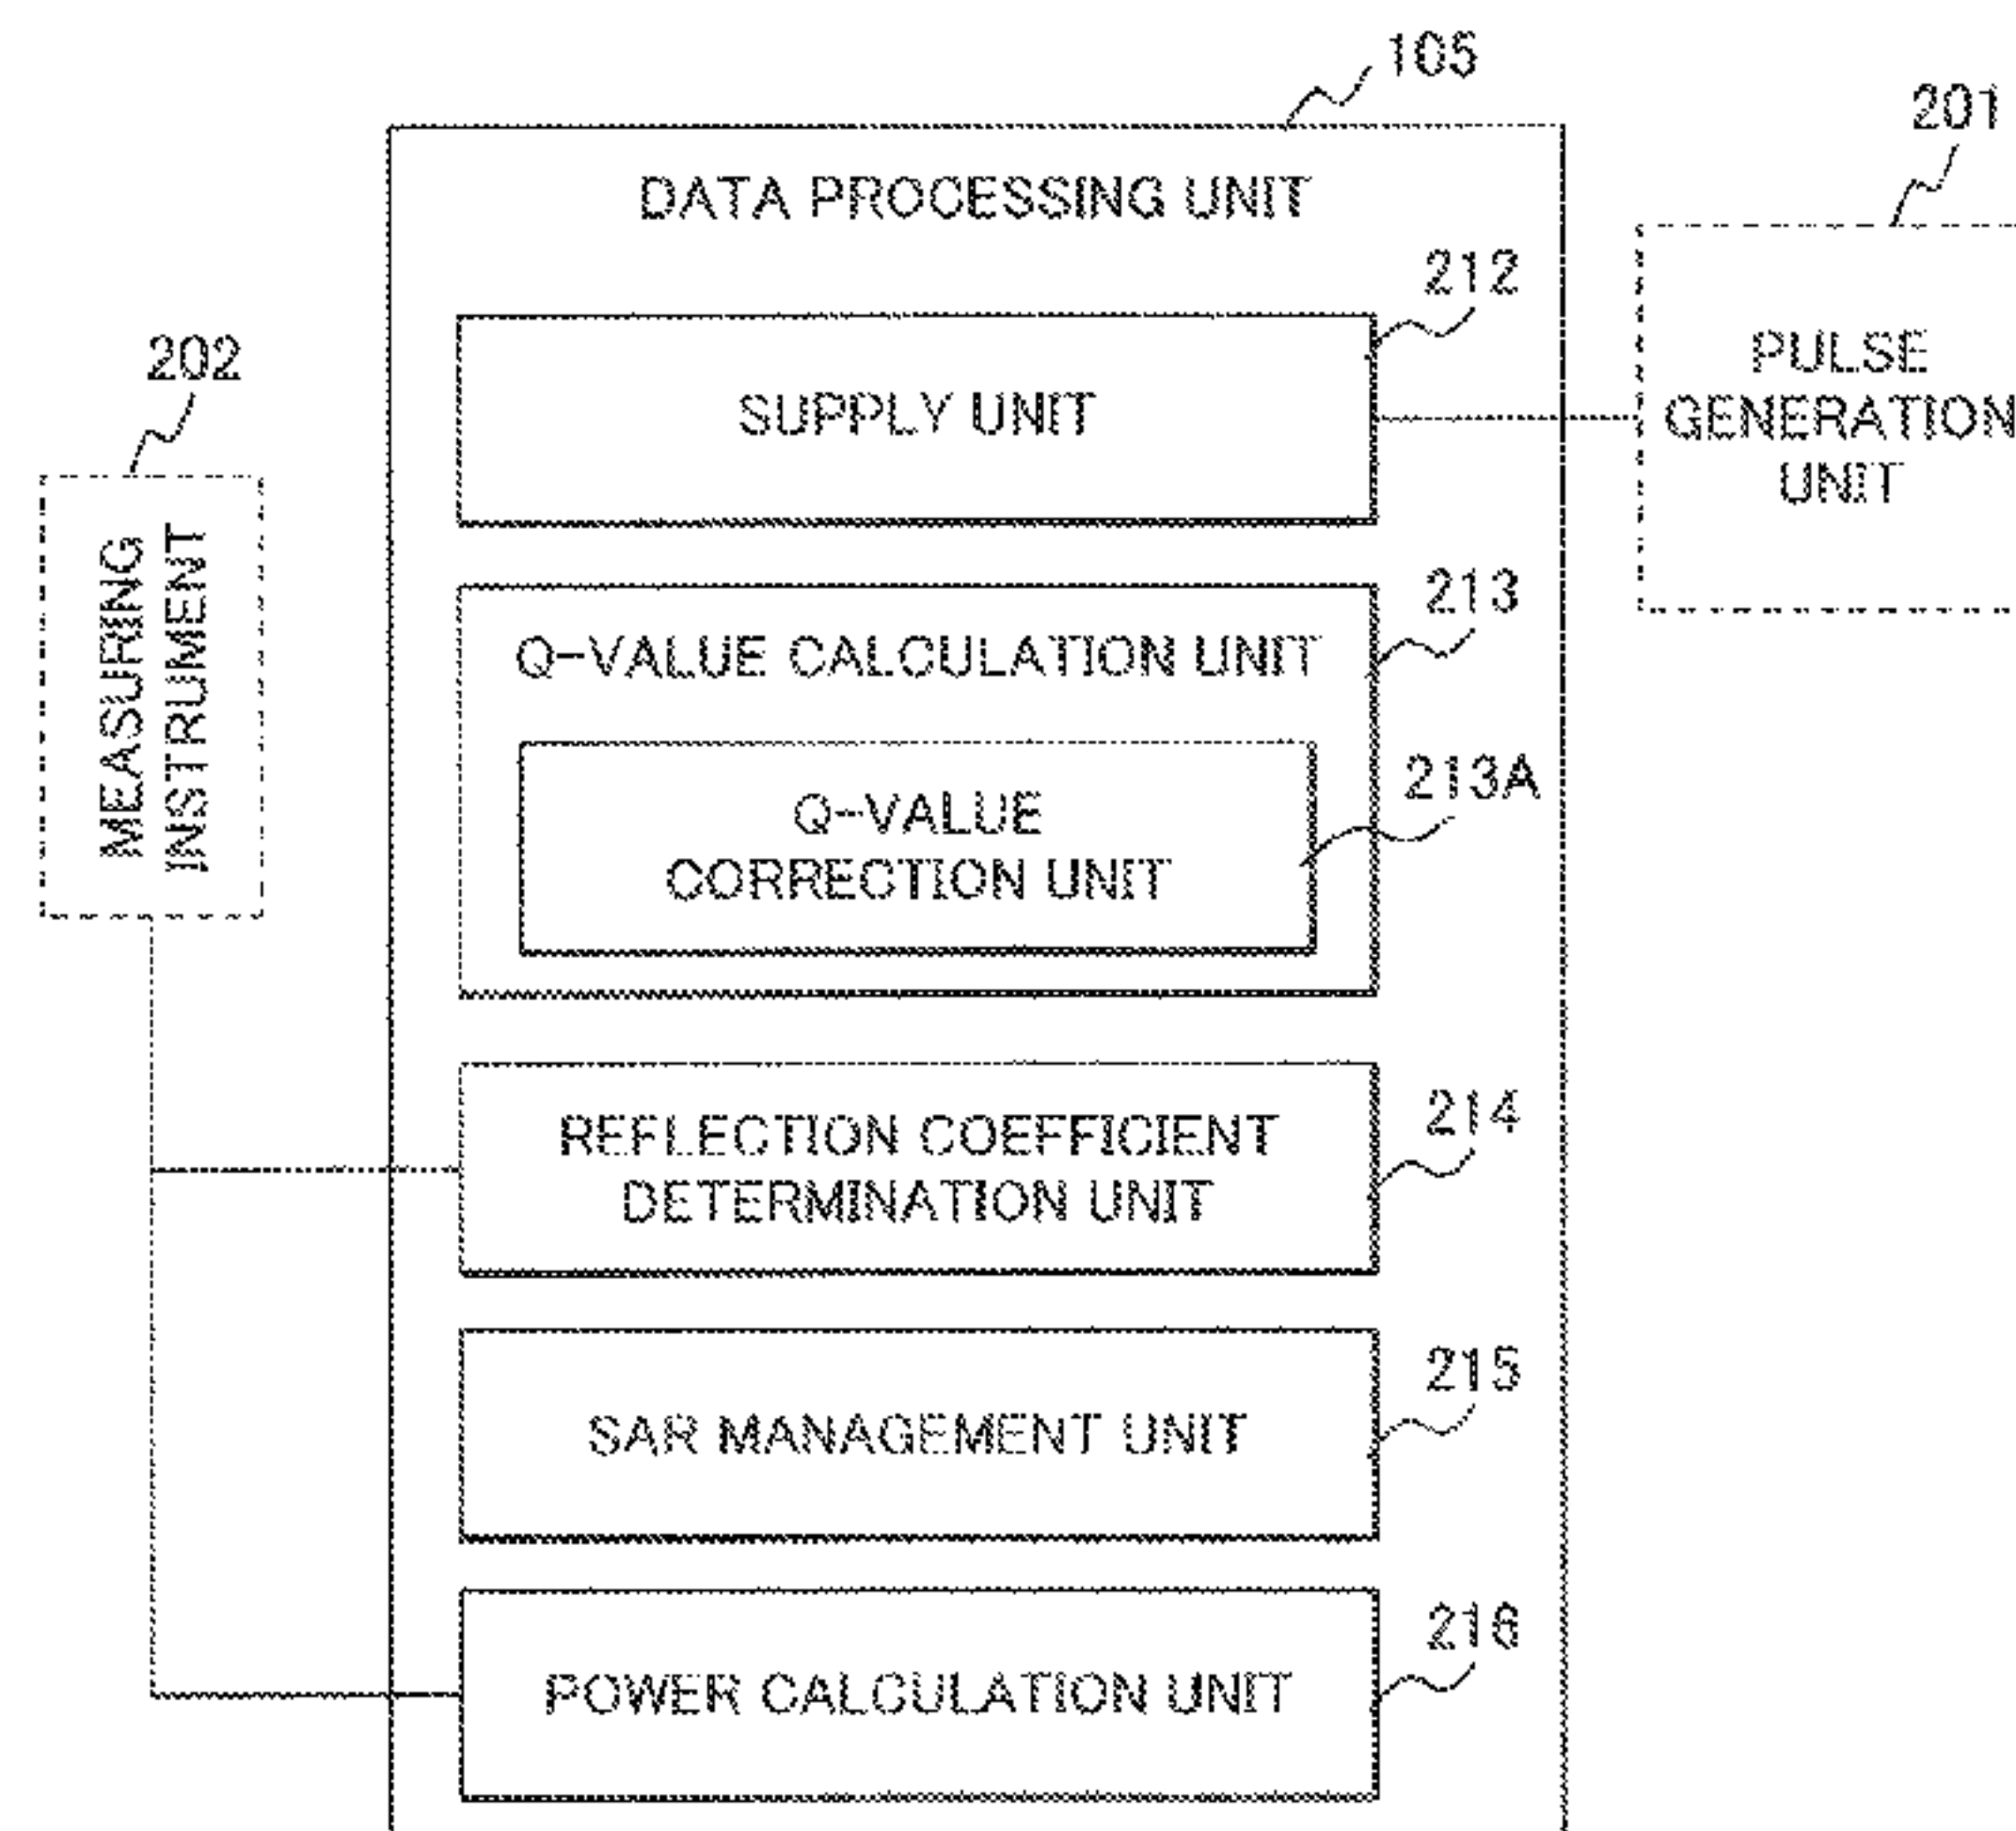 105
201
DATA PROCESSING UNIT
212
202
SUPPLY UNIT
PULSE
GENERATION
UNIT
MEASURING
INSTRUMENT
213
Q-VALUE CALCULATION UNIT
213A
Q-VALUE
CORRECTION UNIT
214
REFLECTION COEFFICIENT
DETERMINATION UNIT
215
SAR MANAGEMENT UNIT
216
POWER CALCULATION UNIT